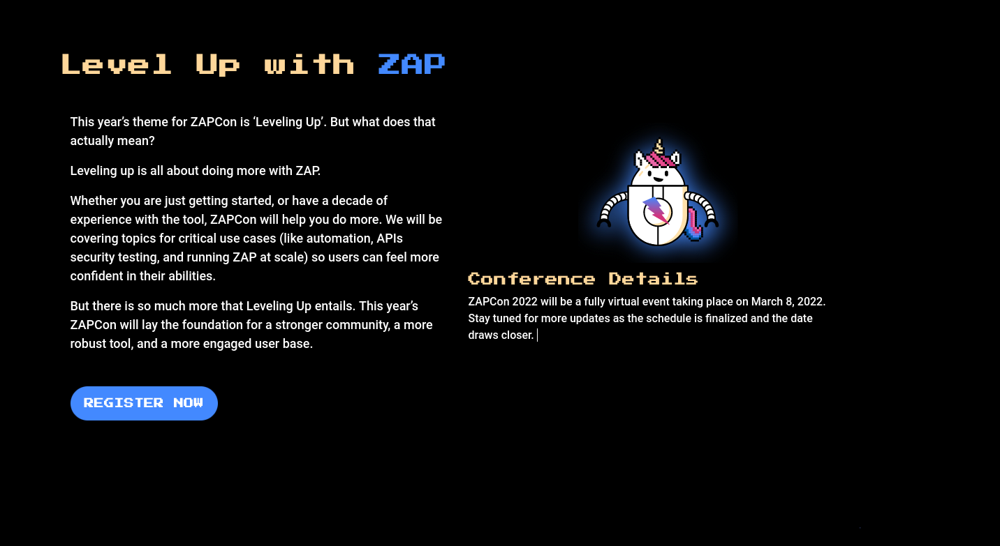 Level Up with ZAP
This year’s theme for ZAPCon is ‘Leveling Up’. But what does that
actually mean?
Leveling up is all about doing more with ZAP.
Whether you are just getting started, or have a decade of
experience with the tool, ZAPCon will help you do more. We will be
covering topics for critical use cases (like automation, APIs
security testing, and running ZAP at scale) so users can feel more
confident in their abilities.
But there is so much more that Leveling Up entails. This year’s
ZAPCon will lay the foundation for a stronger community, a more
robust tool, and a more engaged user base.
REGISTER NOW
Conference Details
ZAPCon 2022 will be a fully virtual event taking place on March 8, 2022.
Stay tuned for more updates as the schedule is finalized and the date
draws closer.